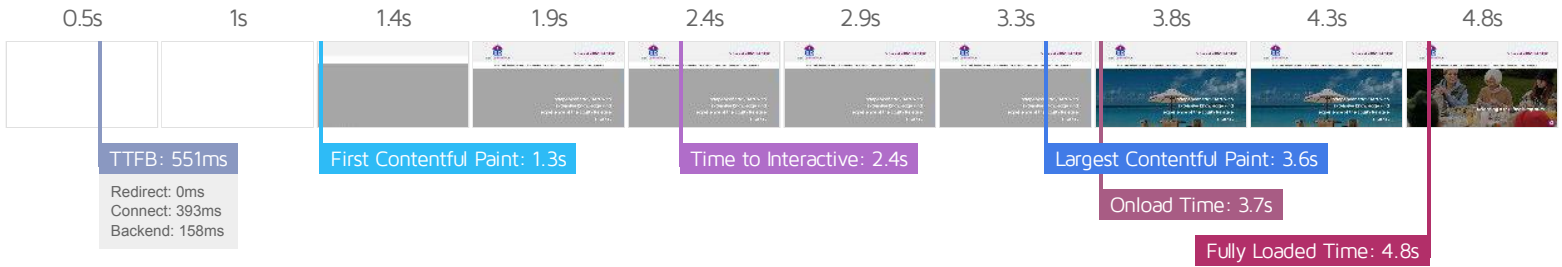 0.5s
1s
1.4s
1.9s
2.4s
2.9s
3.3s
3.8s
4.3s
4.8s
TTFB: 551ms
Redirect: 0ms
Connect: 393ms
Backend: 158ms
First Contentful Paint: 1.3s
Time to Interactive: 2.4s
Largest Contentful Paint: 3.6s
Onload Time: 3.7s
Fully Loaded Time: 4.8s